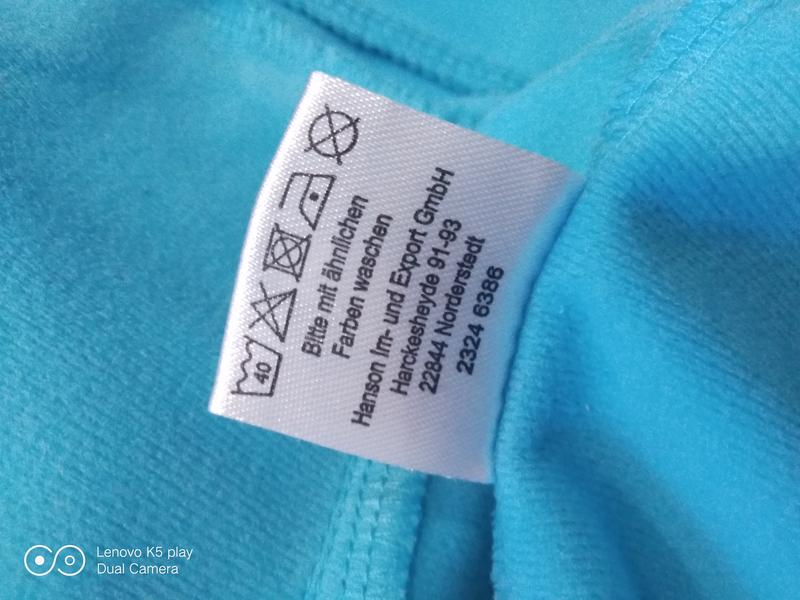 40
Bitte mit ähnlichen
Farben waschen
Hanson Im- und Export GmbH
Harckesheyde 91-93
22844 Norderstedt
2324 6386
Lenovo K5 play
Dual Camera